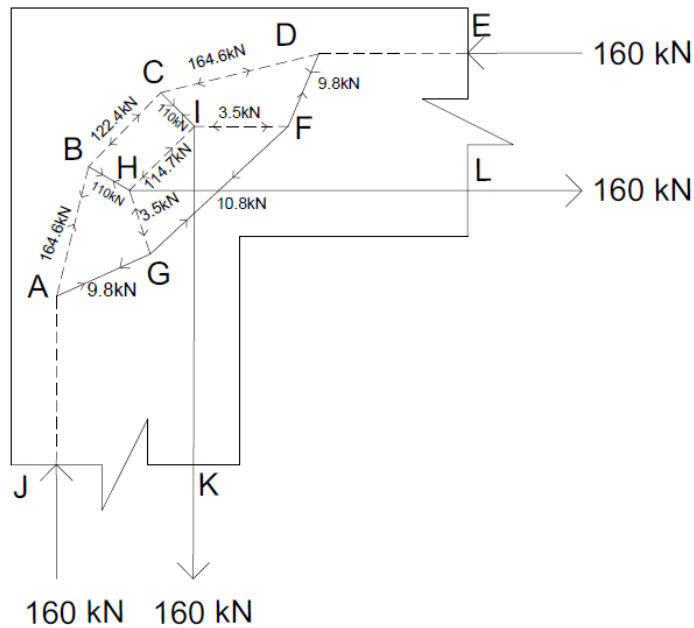 E
160 kN
D
164.6kN
9.8kN
C
110kN
I
3.5kN
F
122.4kN
B
H
114.7kN
110kN
L
160 kN
3.5kN
10.8kN
164.6kN
G
A
9.8kN
J
K
160 kN
160 kN